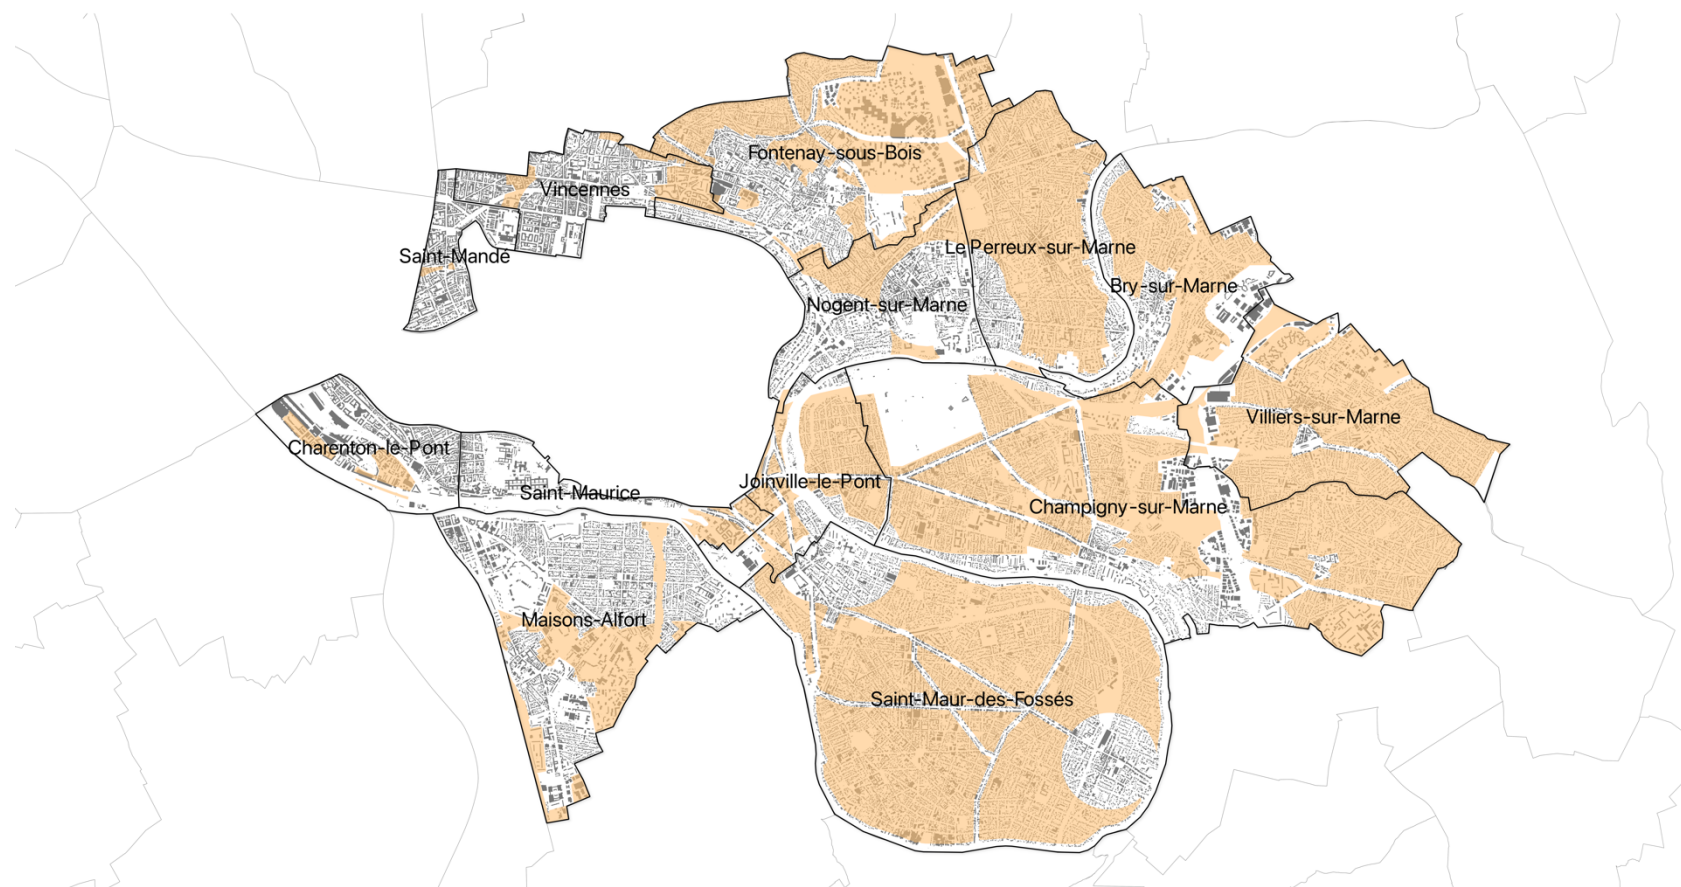 Fontenay-sous-Bois
Vincennes
Le Perreux-sur-Marne
Saint-Mandé
Bry-sur-Marne
Nogent-sur-Marne
Villiers-sur-Marne
Charenton-le-Pont
Joinville-le-Pont
Saint-Maurice
Champigny-sur-Marne
Maisons-Alfort
Saint-Maur-des-Fossés